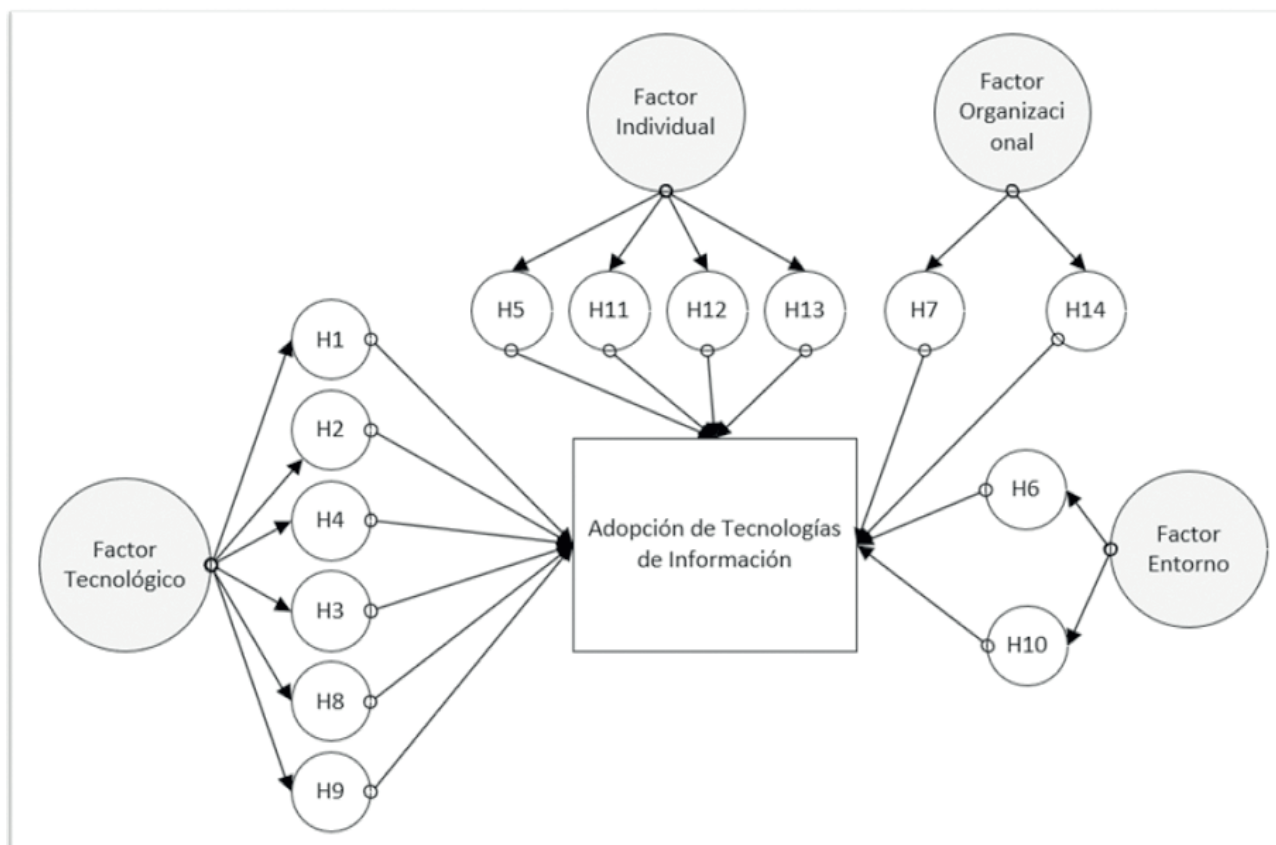 Factor
Individual
Factor
Organizaci
onal
H5
H11
H12
H13
H7
H14
H1
H2
H4
H3
H8
H9
Factor
Tecnológico
Adopción de Tecnologías
de Información
H6
H10
Factor
Entorno